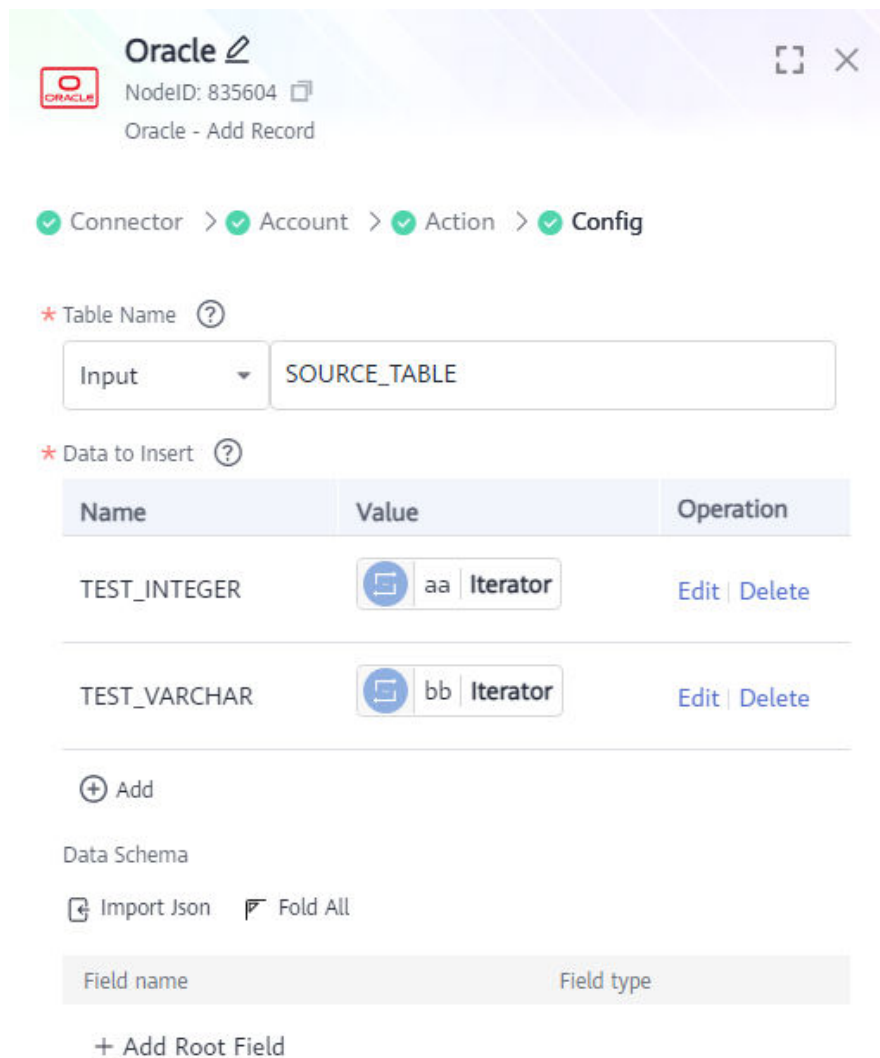 Oracle
ORACLE
NodeID: 835604
Oracle - Add Record
Connector > Account > Action > Config
* Table Name ?
Input SOURCE_TABLE
* Data to Insert ?
Name Value Operation
TEST_INTEGER aa Iterator Edit | Delete
TEST_VARCHAR bb Iterator Edit | Delete
+ Add
Data Schema
Import Json Fold All
Field name Field type
+ Add Root Field